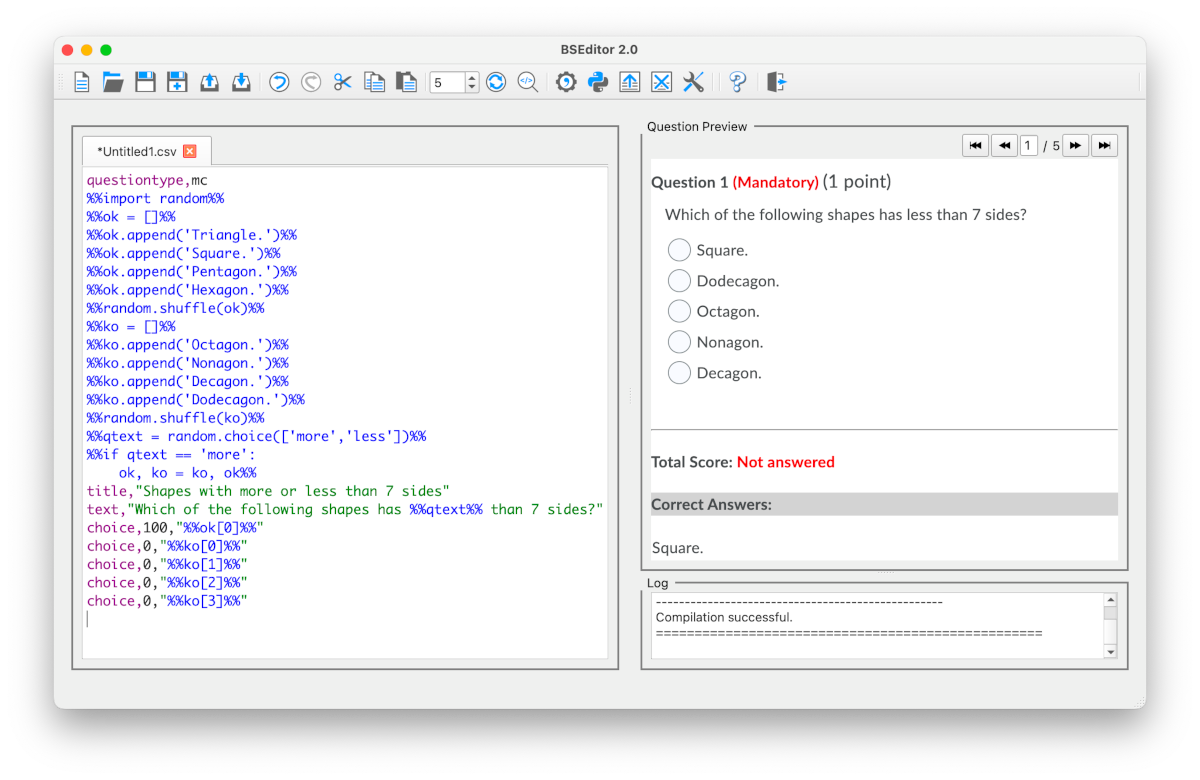 BSEditor 2.0
5
*Untitled1.csv
questiontype,mc
%%import random%%
%%ok = []%%
%%ok.append('Triangle.')%%
%%ok.append('Square.')%%
%%ok.append('Pentagon.')%%
%%ok.append('Hexagon.')%%
%%random.shuffle(ok)%%
%%ko = []%%
%%ko.append('Octagon.')%%
%%ko.append('Nonagon.')%%
%%ko.append('Decagon.')%%
%%ko.append('Dodecagon.')%%
%%random.shuffle(ko)%%
%%qtext = random.choice(['more','less'])%%
%%if qtext == 'more':
    ok, ko = ko, ok%%
title,"Shapes with more or less than 7 sides"
text,"Which of the following shapes has %%qtext%% than 7 sides?"
choice,100,"%%ok[0]%%"
choice,0,"%%ko[0]%%"
choice,0,"%%ko[1]%%"
choice,0,"%%ko[2]%%"
choice,0,"%%ko[3]%%"
Question Preview
1 / 5
Question 1 (Mandatory) (1 point)
Which of the following shapes has less than 7 sides?
Square.
Dodecagon.
Octagon.
Nonagon.
Decagon.
Total Score: Not answered
Correct Answers:
Square.
Log
--------------------------------------------------
Compilation successful.
==================================================